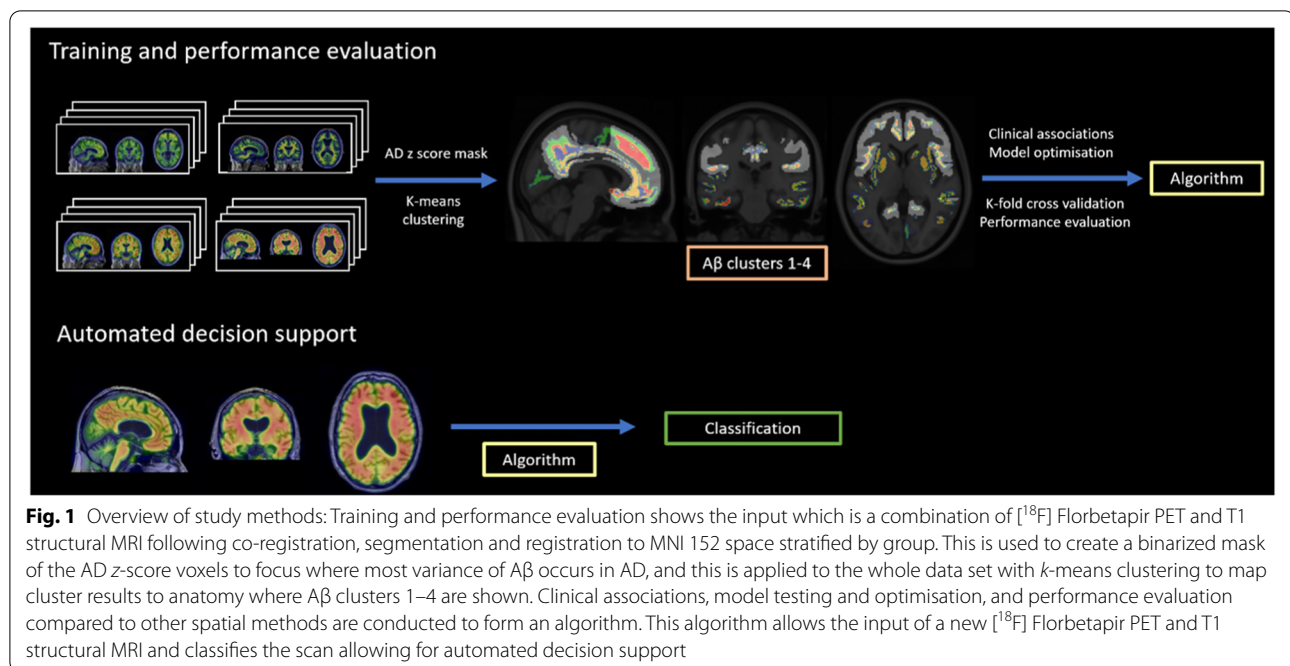 Training and performance evaluation
AD z score mask
K-means
clustering
Aβ clusters 1-4
Clinical associations
Model optimisation
K-fold cross validation
Performance evaluation
Algorithm
Automated decision support
Algorithm
Classification
Fig. 1 Overview of study methods: Training and performance evaluation shows the input which is a combination of [¹⁸F] Florbetapir PET and T1
structural MRI following co-registration, segmentation and registration to MNI 152 space stratified by group. This is used to create a binarized mask
of the AD z-score voxels to focus where most variance of Aβ occurs in AD, and this is applied to the whole data set with k-means clustering to map
cluster results to anatomy where Aβ clusters 1–4 are shown. Clinical associations, model testing and optimisation, and performance evaluation
compared to other spatial methods are conducted to form an algorithm. This algorithm allows the input of a new [¹⁸F] Florbetapir PET and T1
structural MRI and classifies the scan allowing for automated decision support